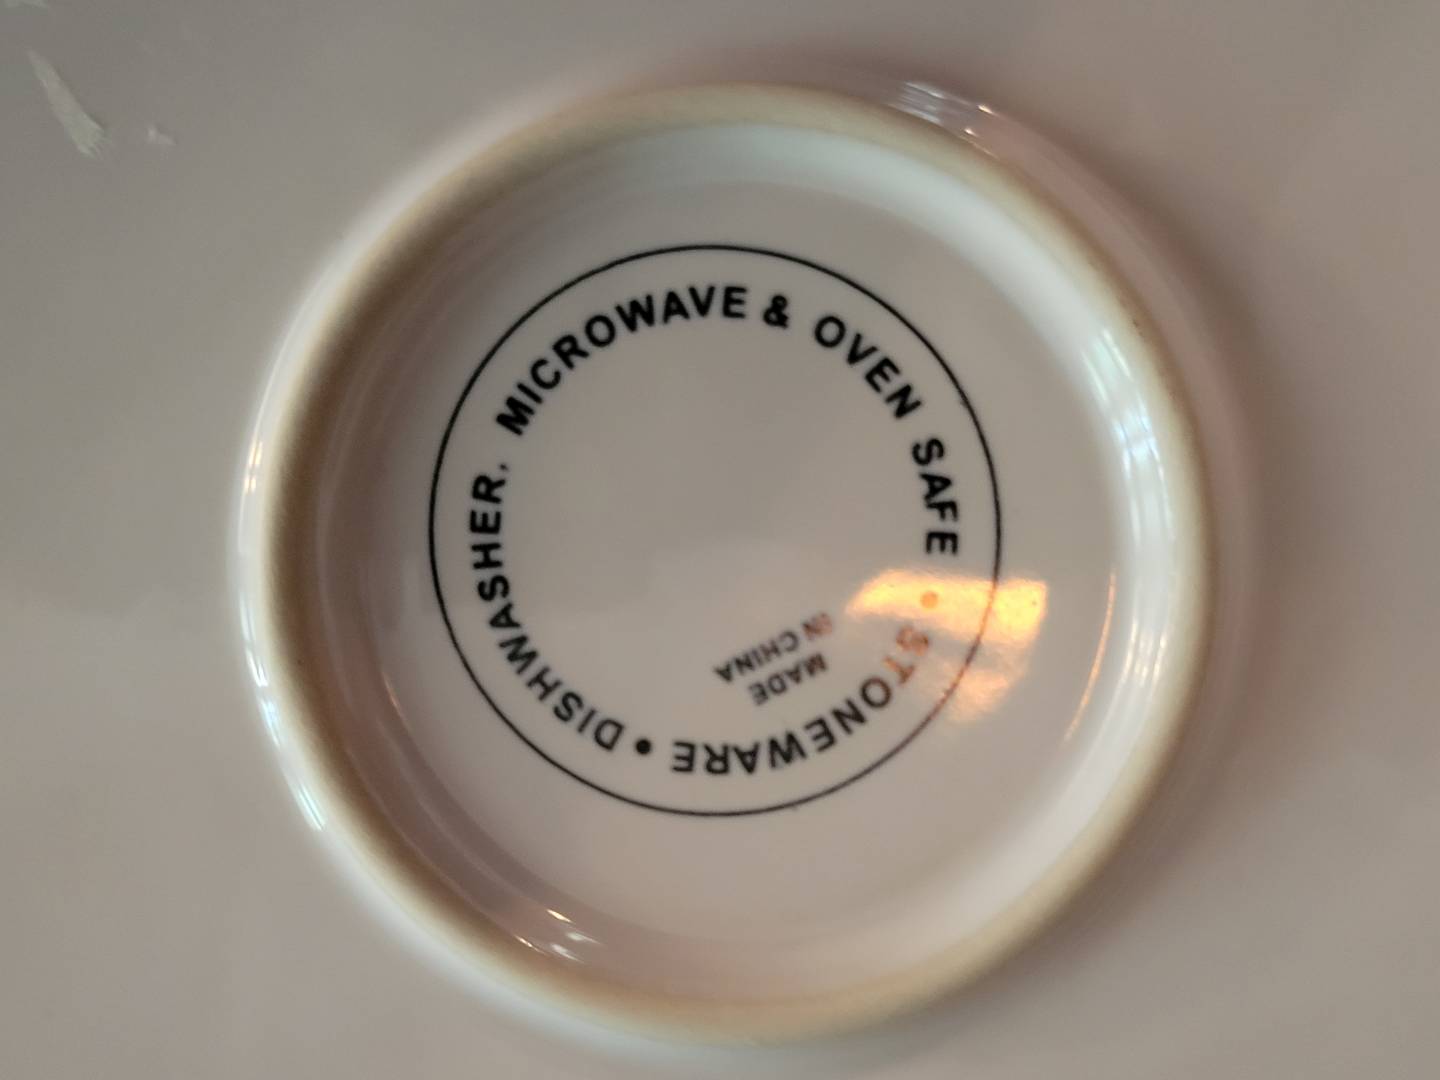 STONEWARE • DISHWASHER. MICROWAVE & OVEN SAFE •
MADE
IN CHINA